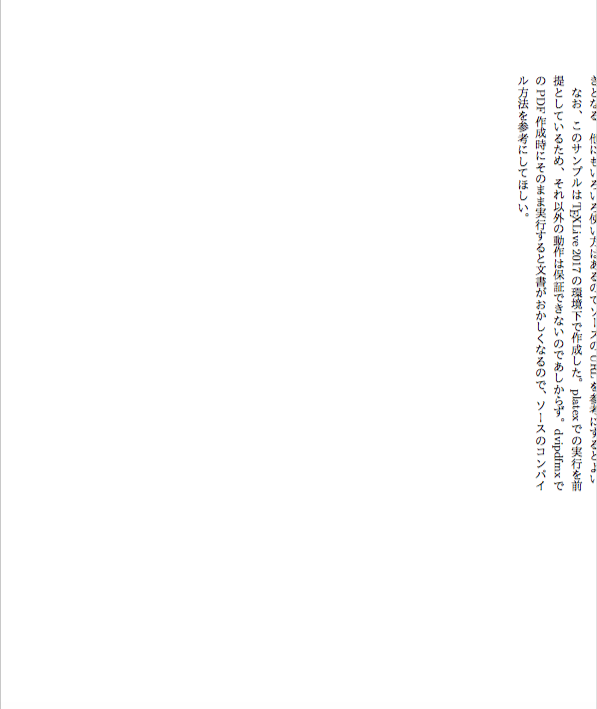 きとなる。他にもいろいろ使い方はあるのでソースの URL を参考にするとよい
なお、このサンプルは TEXLive 2017 の環境下で作成した。platex での実行を前
提としているため、それ以外の動作は保証できないのであしからず。dvipdfmx で
の PDF 作成時にそのまま実行すると文書がおかしくなるので、ソースのコンパイ
ル方法を参考にしてほしい。